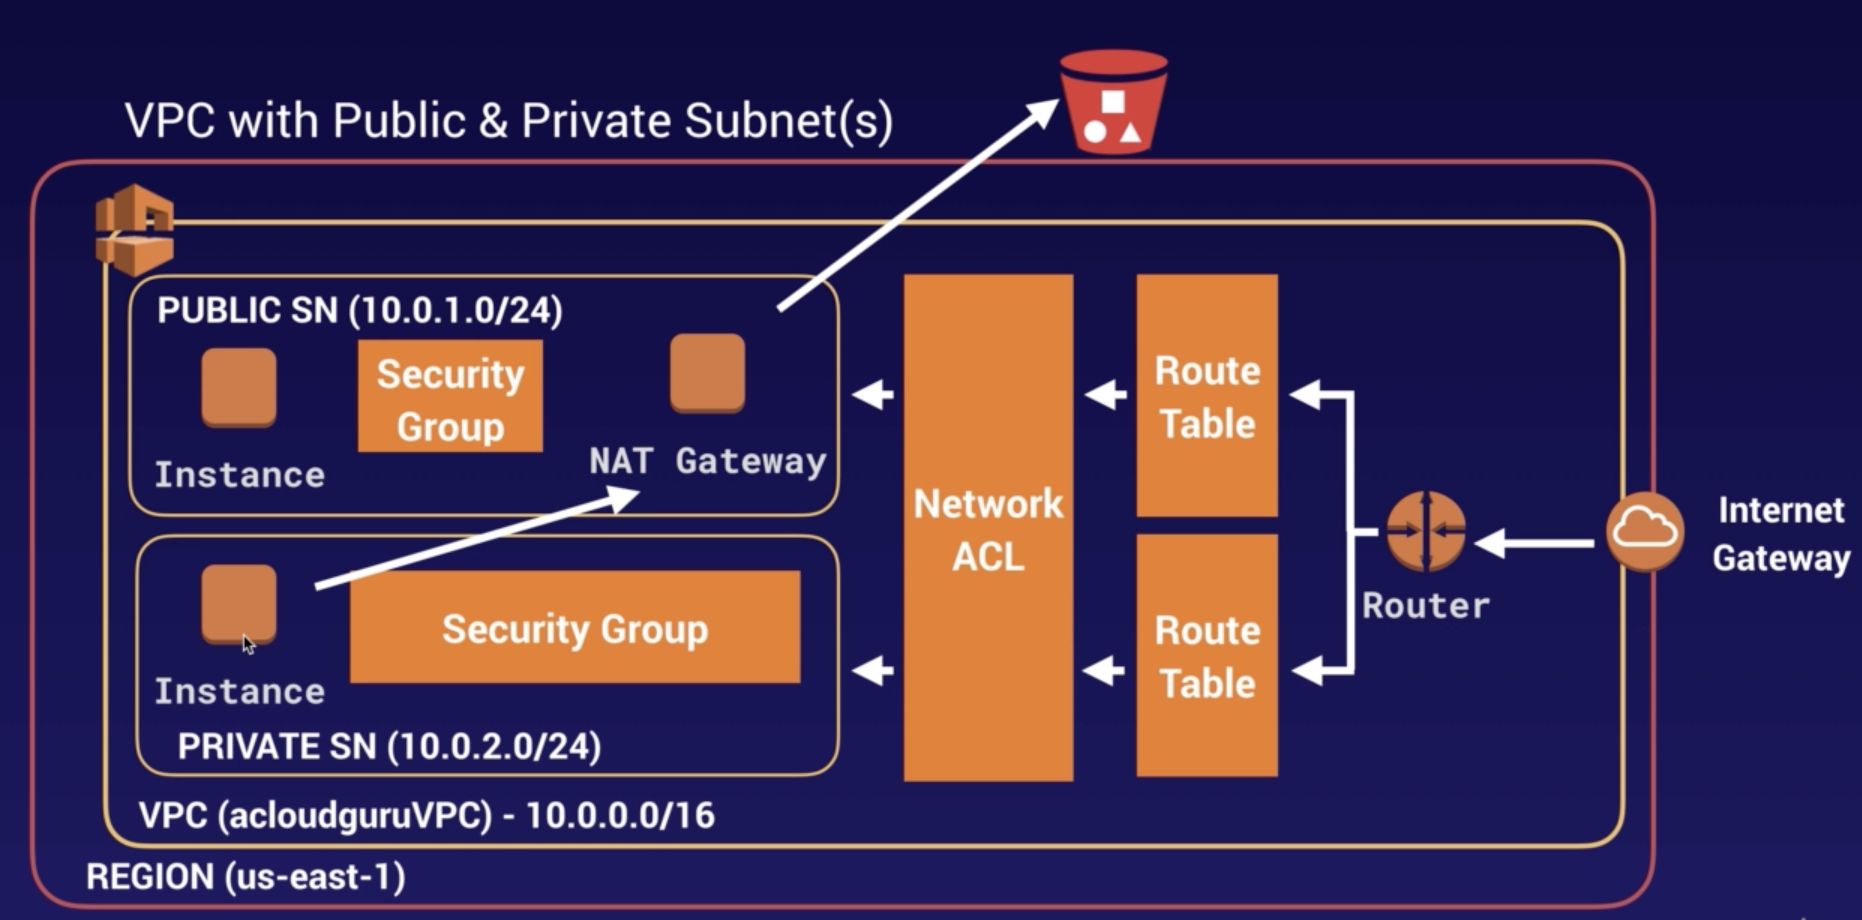 VPC with Public & Private Subnet(s)
PUBLIC SN (10.0.1.0/24)
Security
Group
Instance
NAT Gateway
Security Group
Instance
PRIVATE SN (10.0.2.0/24)
VPC (acloudguruVPC) - 10.0.0.0/16
REGION (us-east-1)
Network
ACL
Route
Table
Route
Table
Router
Internet
Gateway